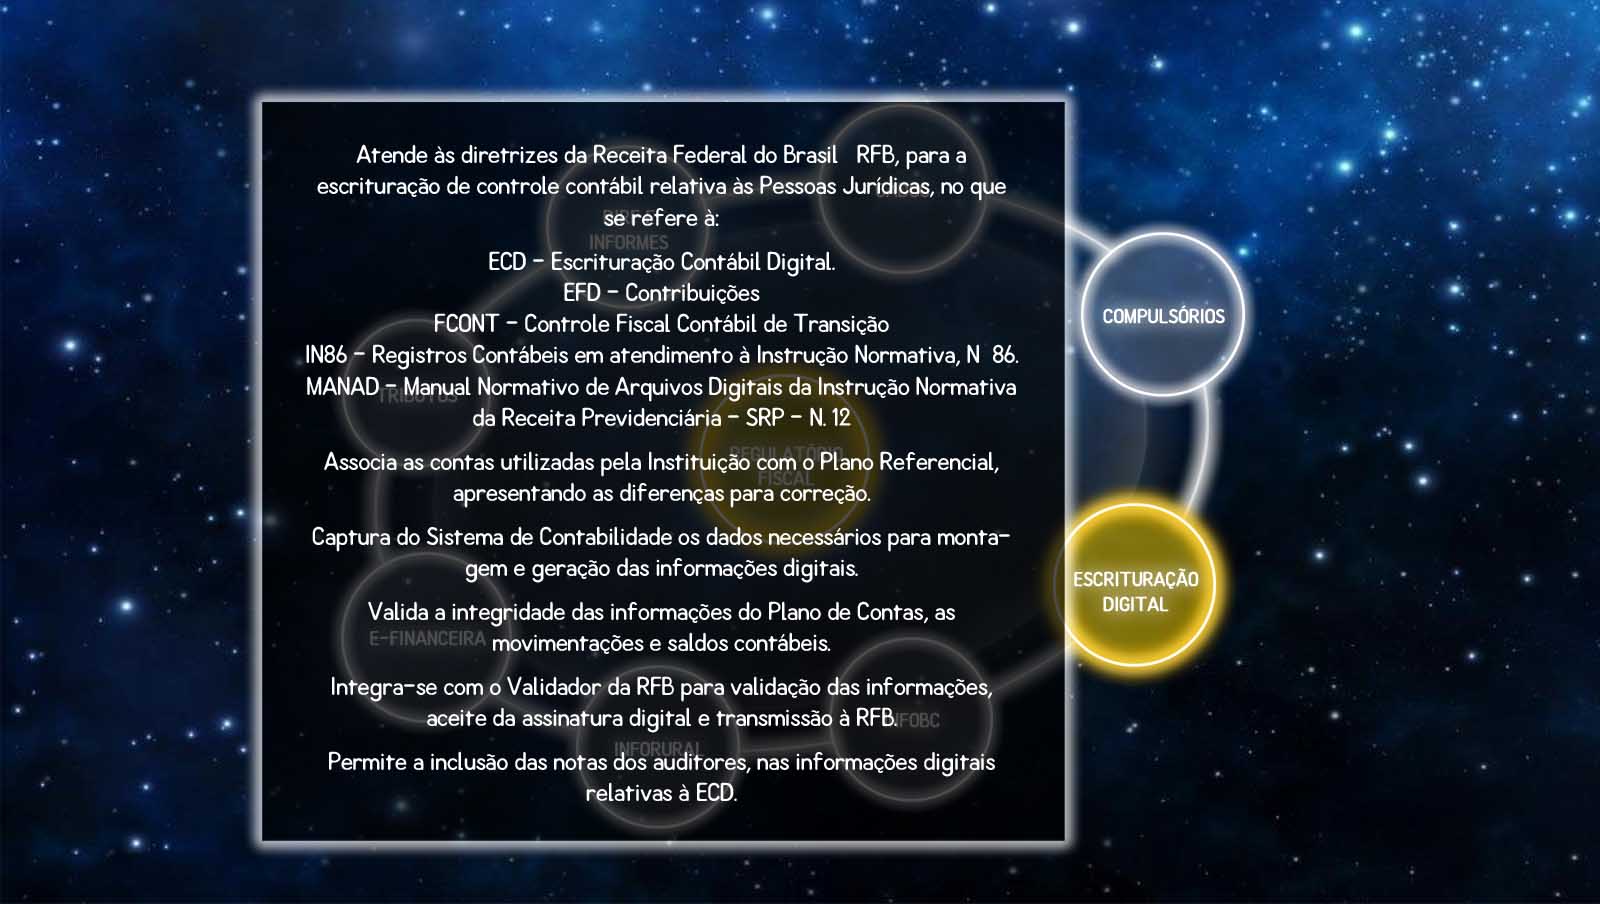 Atende às diretrizes da Receita Federal do Brasil RFB, para a
escrituração de controle contábil relativa às Pessoas Jurídicas, no que
se refere à:
ECD - Escrituração Contábil Digital.
EFD - Contribuições
FCONT - Controle Fiscal Contábil de Transição
IN86 - Registros Contábeis em atendimento à Instrução Normativa, N 86.
MANAD - Manual Normativo de Arquivos Digitais da Instrução Normativa
da Receita Previdenciária - SRP - N. 12
Associa as contas utilizadas pela Instituição com o Plano Referencial,
apresentando as diferenças para correção.
Captura do Sistema de Contabilidade os dados necessários para monta-
gem e geração das informações digitais.
Valida a integridade das informações do Plano de Contas, as
movimentações e saldos contábeis.
Integra-se com o Validador da RFB para validação das informações,
aceite da assinatura digital e transmissão à RFB.
Permite a inclusão das notas dos auditores, nas informações digitais
relativas à ECD.
COMPULSÓRIOS
ESCRITURAÇÃO
DIGITAL
INFORMES
TRIBUTOS
REGULATÓRIO
FISCAL
E-FINANCEIRA
INFORURAL